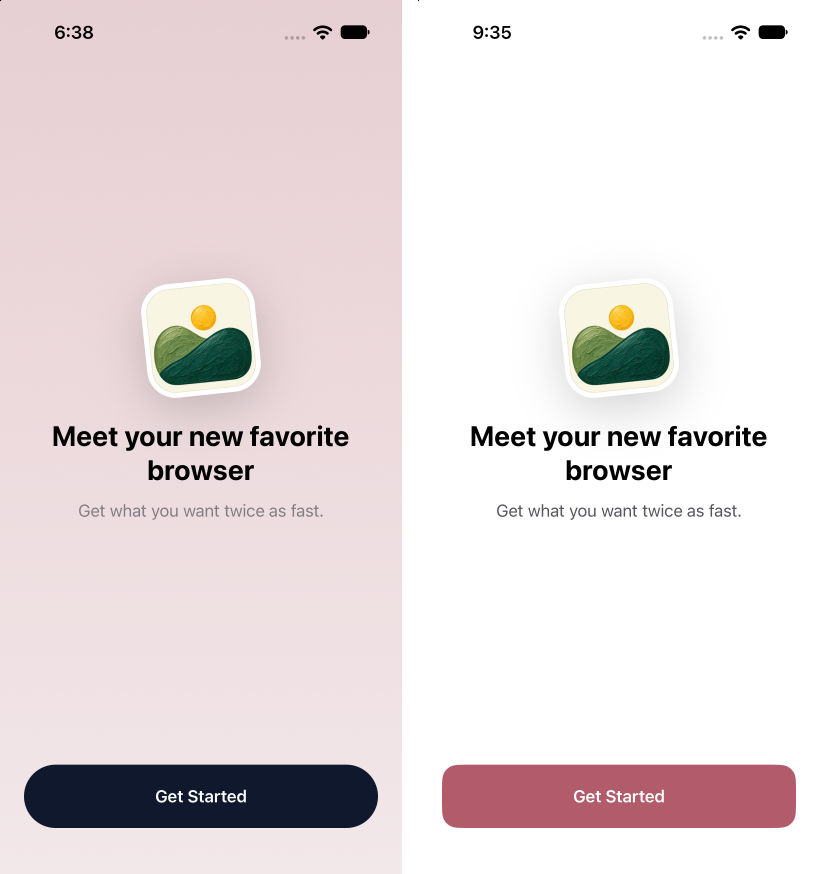 6:38
Meet your new favorite
browser
Get what you want twice as fast.
Get Started
9:35
Meet your new favorite
browser
Get what you want twice as fast.
Get Started